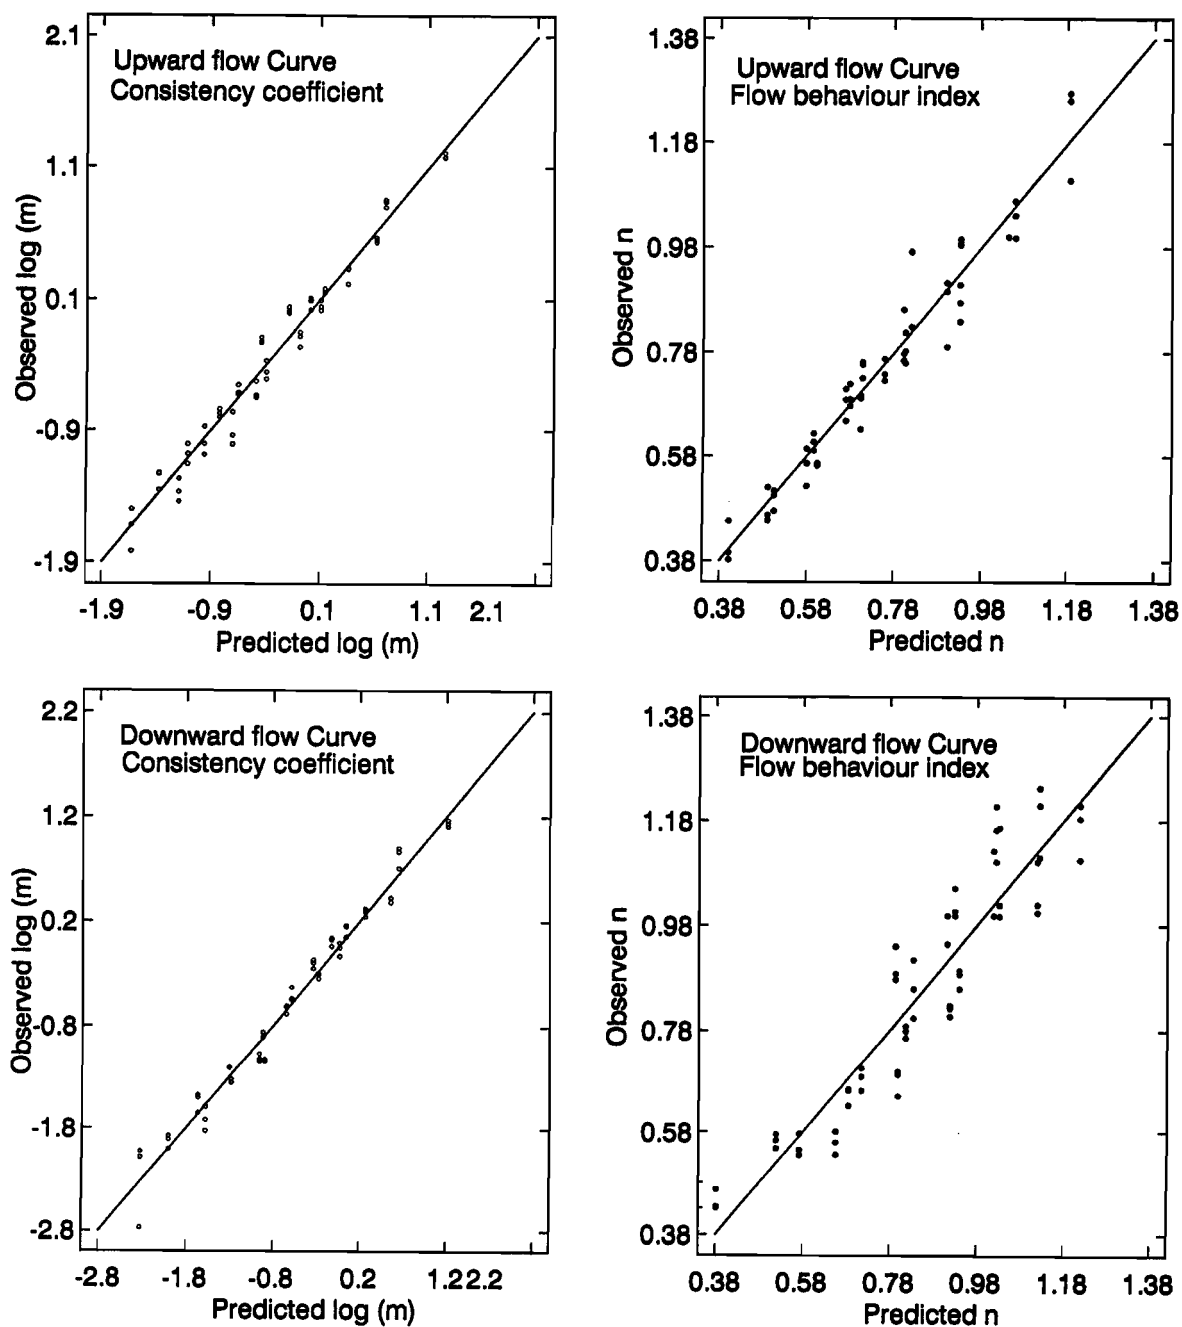 Upward flow Curve
Consistency coefficient
Observed log (m)
2.1
1.1
0.1
-0.9
-1.9
-1.9 -0.9 0.1 1.1 2.1
Predicted log (m)
Upward flow Curve
Flow behaviour index
Observed n
1.38
1.18
0.98
0.78
0.58
0.38
0.38 0.58 0.78 0.98 1.18 1.38
Predicted n
Downward flow Curve
Consistency coefficient
Observed log (m)
2.2
1.2
0.2
-0.8
-1.8
-2.8
-2.8 -1.8 -0.8 0.2 1.22.2
Predicted log (m)
Downward flow Curve
Flow behaviour index
Observed n
1.38
1.18
0.98
0.78
0.58
0.38
0.38 0.58 0.78 0.98 1.18 1.38
Predicted n